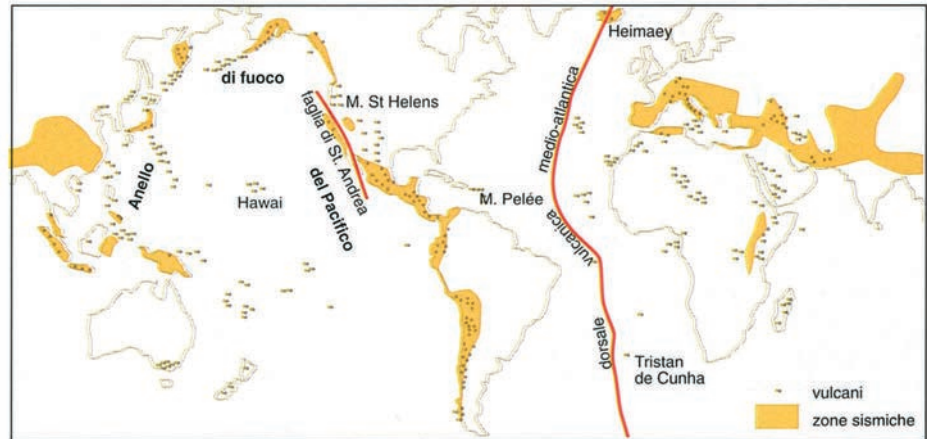 Heimaey
di fuoco
M. St Helens
medio-atlantica
faglia di St. Andrea
Anello
Hawai
del Pacifico
M. Pelée
vulcanica
dorsale
Tristan
de Cunha
vulcani
zone sismiche